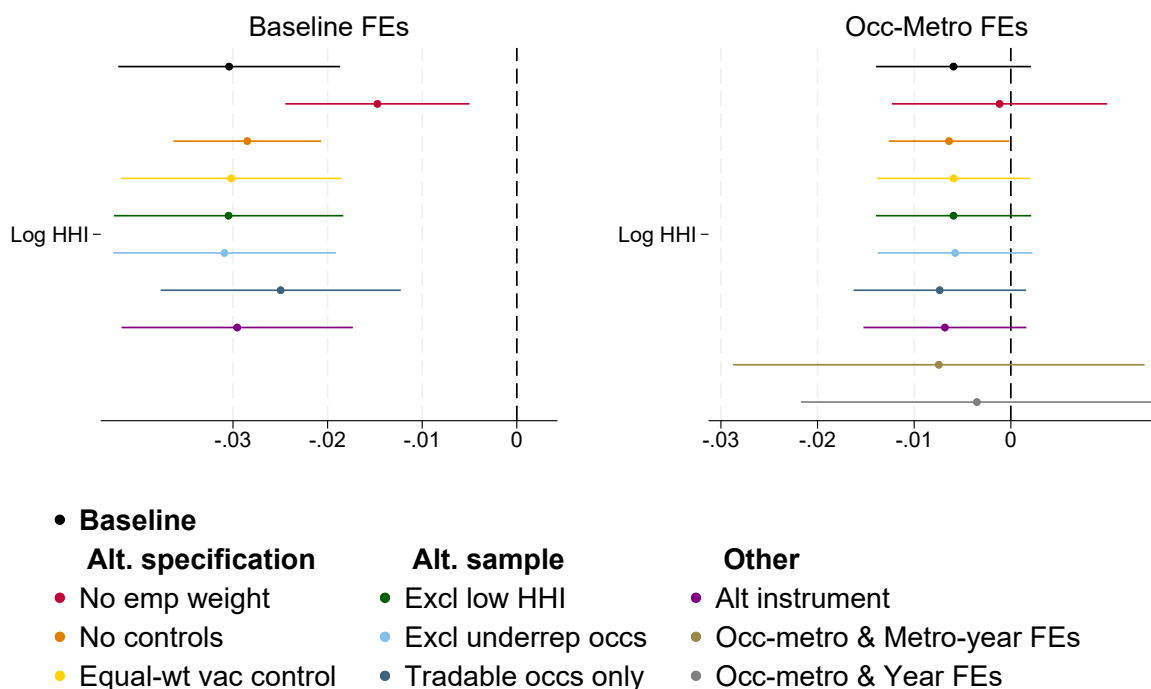 Baseline FEs
Log HHI
-.03 -.02 -.01 0
Occ-Metro FEs
Log HHI
-.03 -.02 -.01 0
Baseline
Alt. specification Alt. sample Other
No emp weight Excl low HHI Alt instrument
No controls Excl underrep occs Occ-metro & Metro-year FEs
Equal-wt vac control Tradable occs only Occ-metro & Year FEs